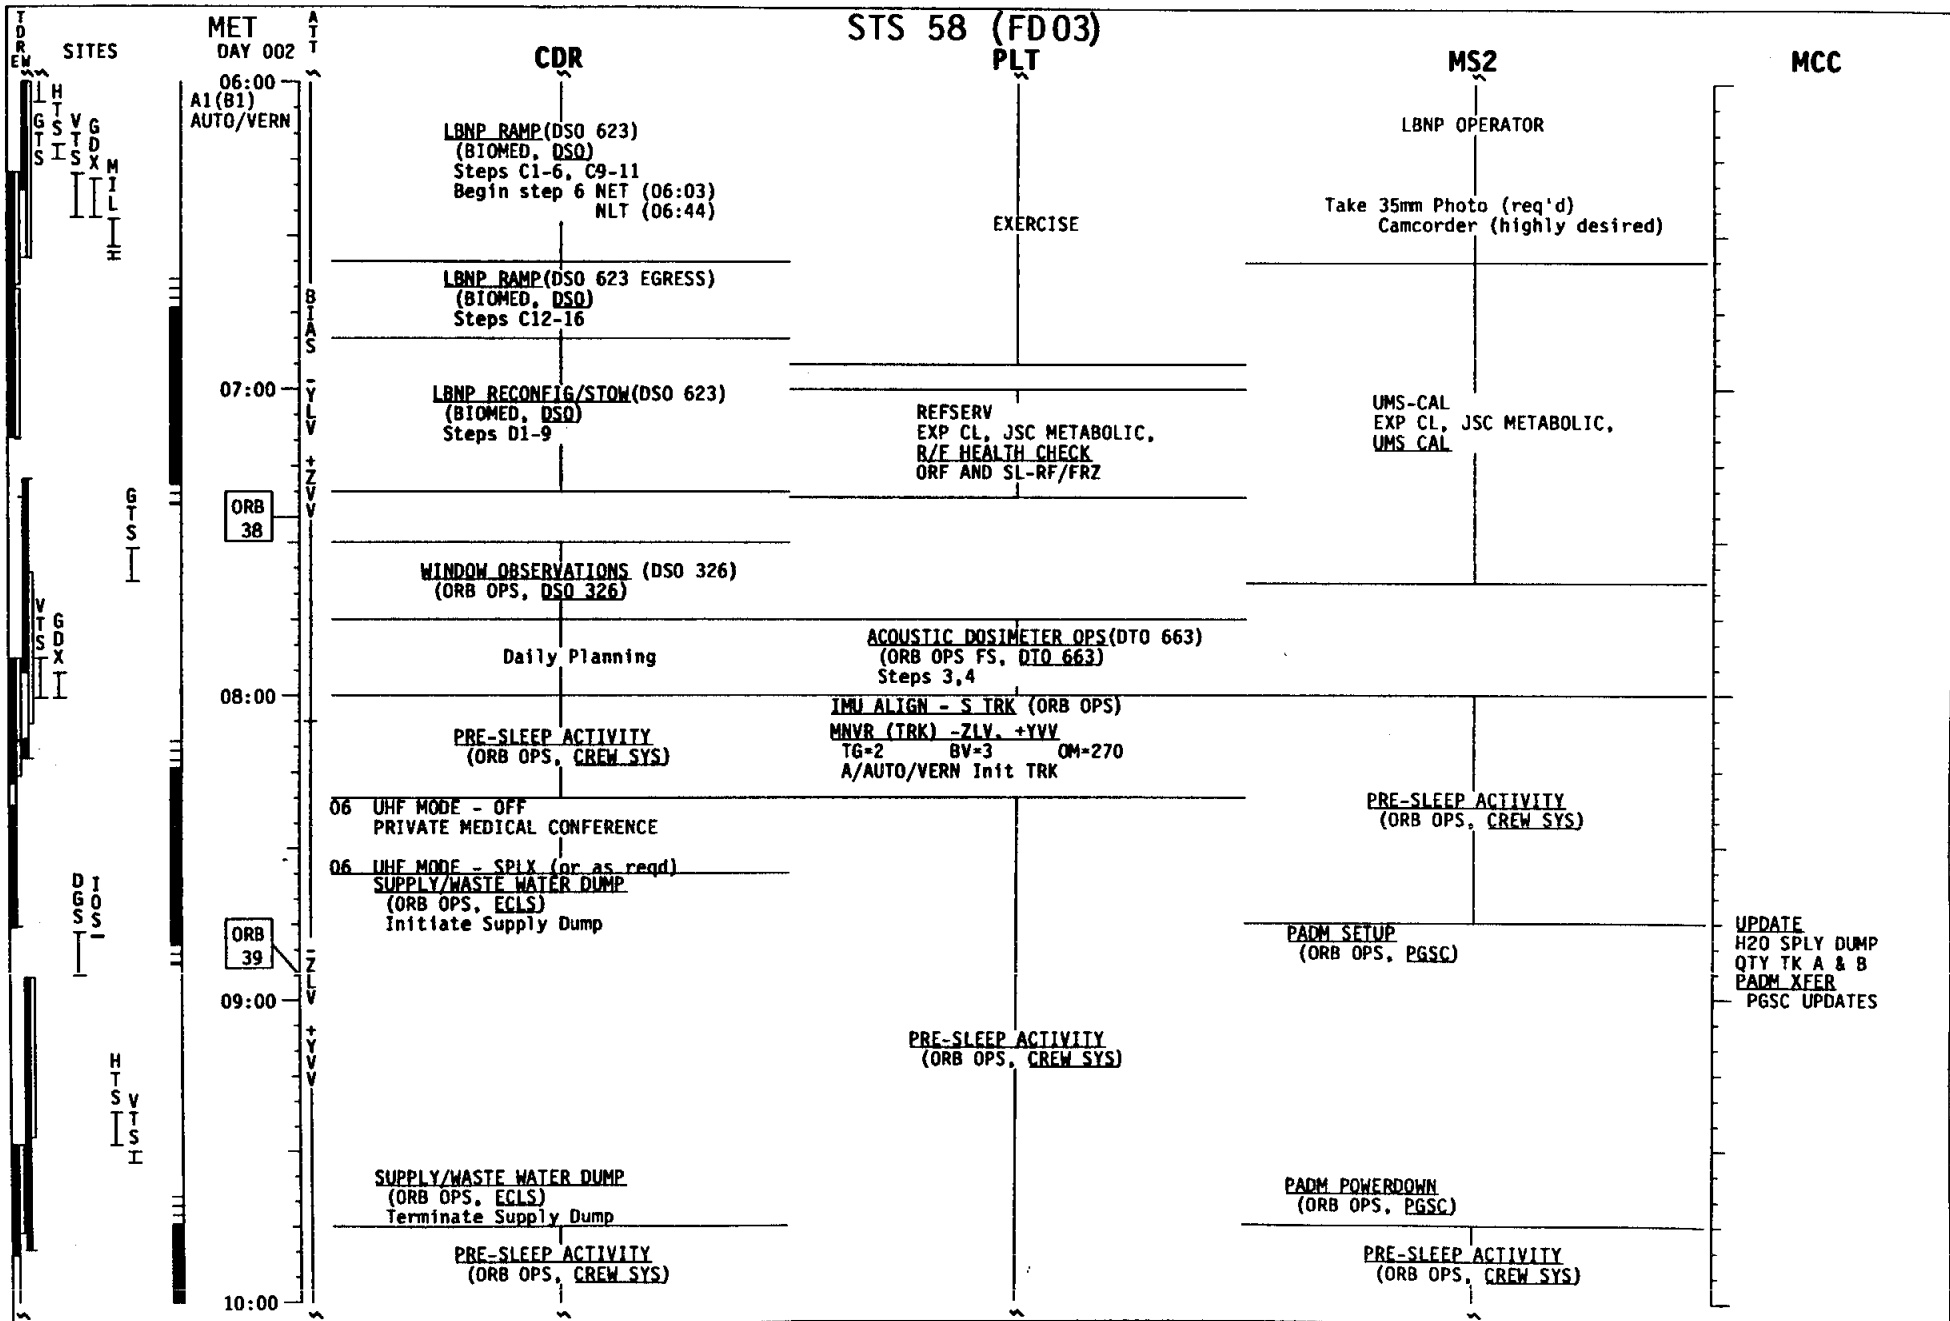 STS 58 (FD03)
TDRE W
SITES
MET
DAY 002
ATT
CDR
PLT
MS2
MCC
06:00
A1(B1)
AUTO/VERN
HTS
GTS
VTS
GDX
MIL
LBNP RAMP(DSO 623)
(BIOMED, DSO)
Steps C1-6, C9-11
Begin step 6 NET (06:03)
NLT (06:44)
EXERCISE
LBNP OPERATOR
Take 35mm Photo (req'd)
Camcorder (highly desired)
LBNP RAMP(DSO 623 EGRESS)
(BIOMED, DSO)
Steps C12-16
BIAS
-YLV
+ZVV
07:00
LBNP RECONFIG/STOW(DSO 623)
(BIOMED, DSO)
Steps D1-9
REFSERV
EXP CL, JSC METABOLIC,
R/F HEALTH CHECK
ORF AND SL-RF/FRZ
UMS-CAL
EXP CL, JSC METABOLIC,
UMS CAL
GTS
ORB
38
WINDOW OBSERVATIONS (DSO 326)
(ORB OPS, DSO 326)
VTS
GDX
Daily Planning
ACOUSTIC DOSIMETER OPS(DTO 663)
(ORB OPS FS, DTO 663)
Steps 3,4
08:00
IMU ALIGN - S TRK (ORB OPS)
MNVR (TRK) -ZLV, +YVV
TG=2 BV=3 OM=270
A/AUTO/VERN Init TRK
PRE-SLEEP ACTIVITY
(ORB OPS, CREW SYS)
06 UHF MODE - OFF
PRIVATE MEDICAL CONFERENCE
PRE-SLEEP ACTIVITY
(ORB OPS, CREW SYS)
06 UHF MODE - SPLX (or as reqd)
SUPPLY/WASTE WATER DUMP
(ORB OPS, ECLS)
Initiate Supply Dump
DGS
IOS
ORB
39
-ZLV
+YVV
PADM SETUP
(ORB OPS, PGSC)
UPDATE
H2O SPLY DUMP
QTY TK A & B
PADM XFER
PGSC UPDATES
09:00
PRE-SLEEP ACTIVITY
(ORB OPS, CREW SYS)
HTS
VTS
SUPPLY/WASTE WATER DUMP
(ORB OPS, ECLS)
Terminate Supply Dump
PADM POWERDOWN
(ORB OPS, PGSC)
PRE-SLEEP ACTIVITY
(ORB OPS, CREW SYS)
PRE-SLEEP ACTIVITY
(ORB OPS, CREW SYS)
10:00